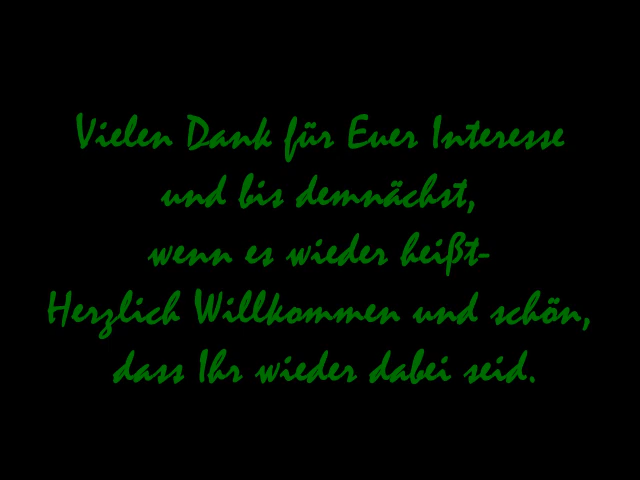 Vielen Dank für Euer Interesse
und bis demnächst,
wenn es wieder heißt-
Herzlich Willkommen und schön,
dass Ihr wieder dabei seid.